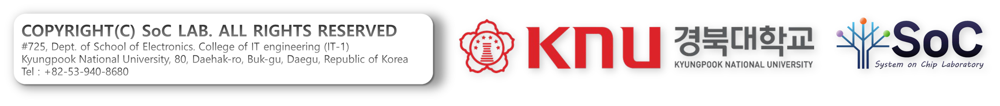 COPYRIGHT(C) SoC LAB. ALL RIGHTS RESERVED
#725, Dept. of School of Electronics. College of IT engineering (IT-1)
Kyungpook National University, 80, Daehak-ro, Buk-gu, Daegu, Republic of Korea
Tel : +82-53-940-8680
KNU
경북대학교
KYUNGPOOK NATIONAL UNIVERSITY
SoC
System on Chip Laboratory